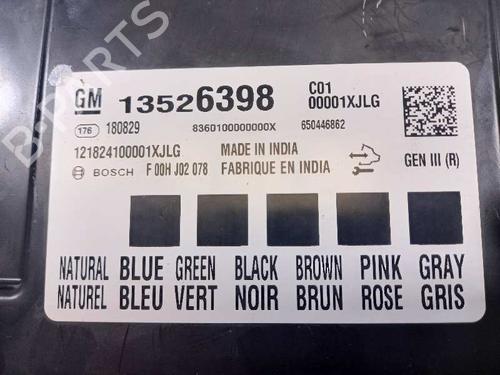 B-PARTS
GM 13526398 C01
00001XJLG
176 180829 8360100000000X 650446862
121824100001XJLG MADE IN INDIA GEN III (R)
BOSCH F 00H J02 078 FABRIQUE EN INDIA
NATURAL BLUE GREEN BLACK BROWN PINK GRAY
NATUREL BLEU VERT NOIR BRUN ROSE GRIS